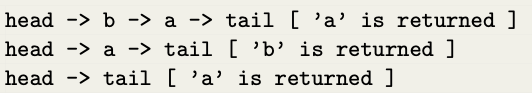 head -> b -> a -> tail [ ’a’ is returned ]
head -> a -> tail [ ’b’ is returned ]
head -> tail [ ’a’ is returned ]